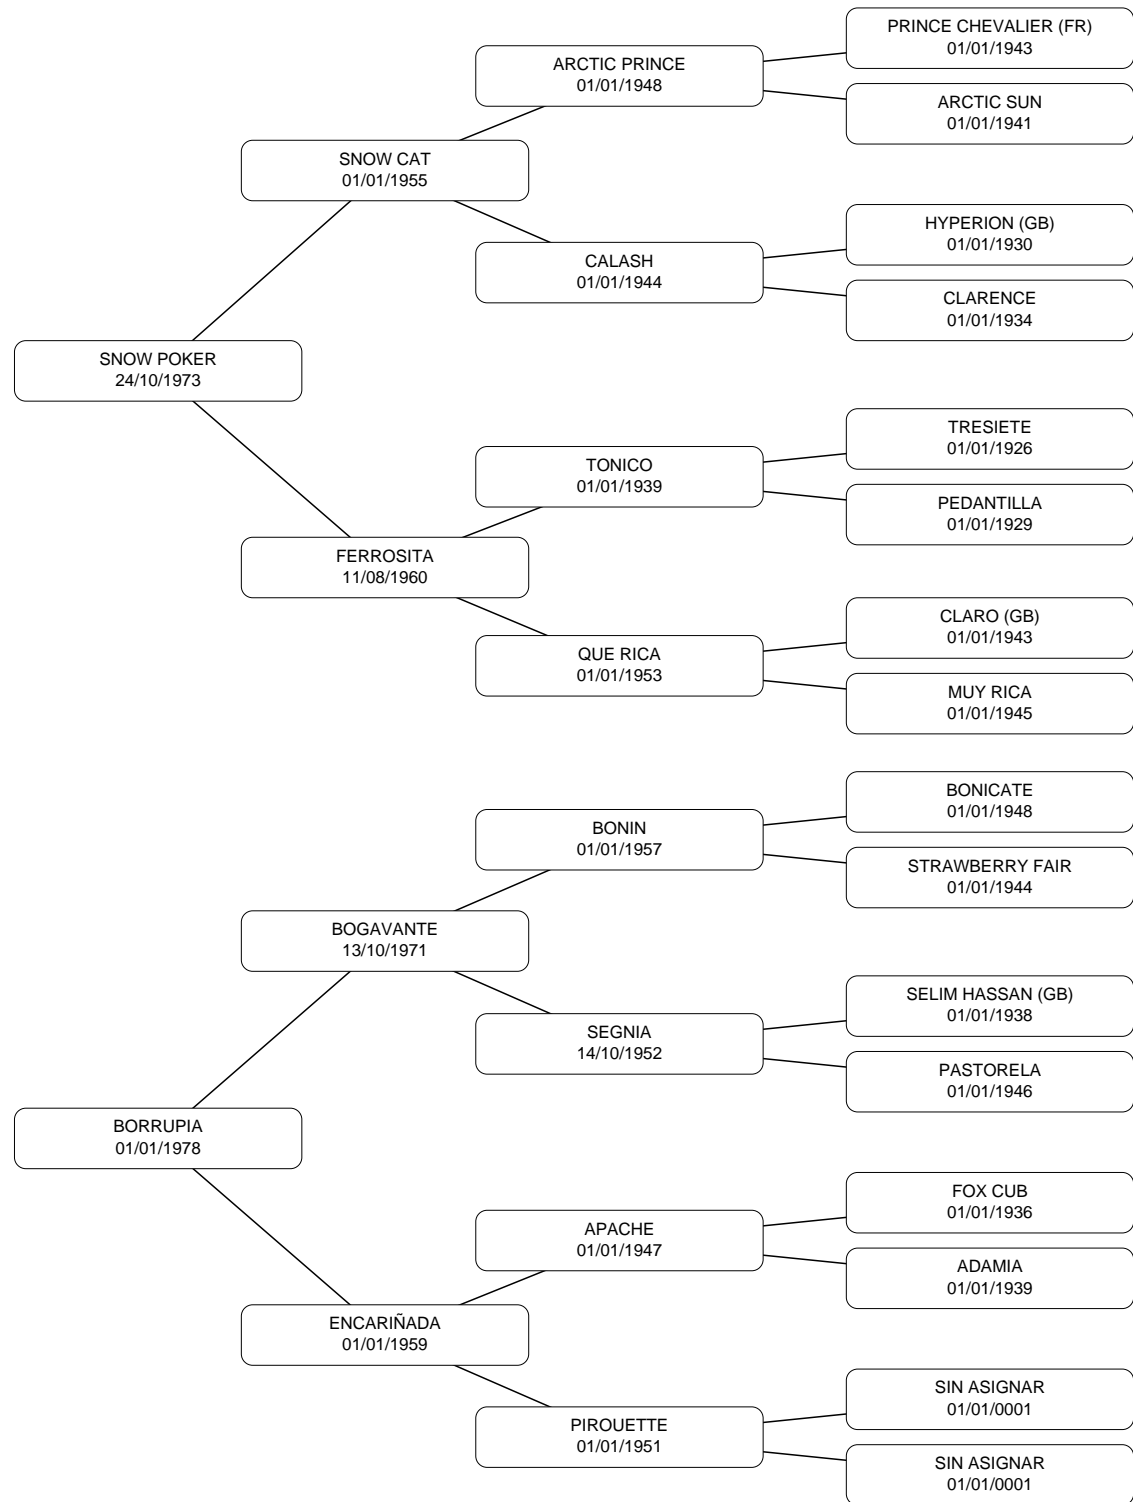 PRINCE CHEVALIER (FR)
01/01/1943
ARCTIC PRINCE
01/01/1948
ARCTIC SUN
01/01/1941
SNOW CAT
01/01/1955
HYPERION (GB)
01/01/1930
CALASH
01/01/1944
CLARENCE
01/01/1934
SNOW POKER
24/10/1973
TRESIETE
01/01/1926
TONICO
01/01/1939
PEDANTILLA
01/01/1929
FERROSITA
11/08/1960
CLARO (GB)
01/01/1943
QUE RICA
01/01/1953
MUY RICA
01/01/1945
BONICATE
01/01/1948
BONIN
01/01/1957
STRAWBERRY FAIR
01/01/1944
BOGAVANTE
13/10/1971
SELIM HASSAN (GB)
01/01/1938
SEGNIA
14/10/1952
PASTORELA
01/01/1946
BORRUPIA
01/01/1978
FOX CUB
01/01/1936
APACHE
01/01/1947
ADAMIA
01/01/1939
ENCARIÑADA
01/01/1959
SIN ASIGNAR
01/01/0001
PIROUETTE
01/01/1951
SIN ASIGNAR
01/01/0001